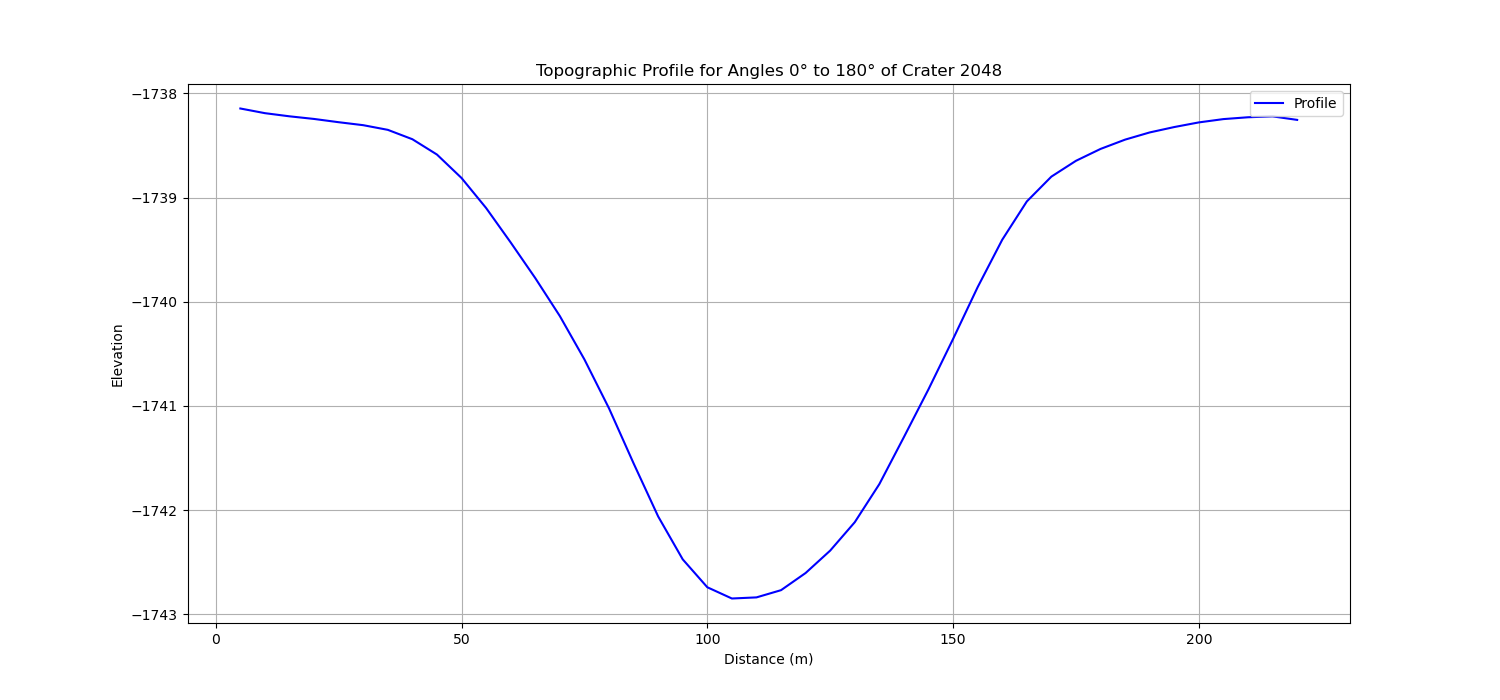 Topographic Profile for Angles 0° to 180° of Crater 2048
Profile
−1738
−1739
−1740
−1741
−1742
−1743
Elevation
0 50 100 150 200
Distance (m)